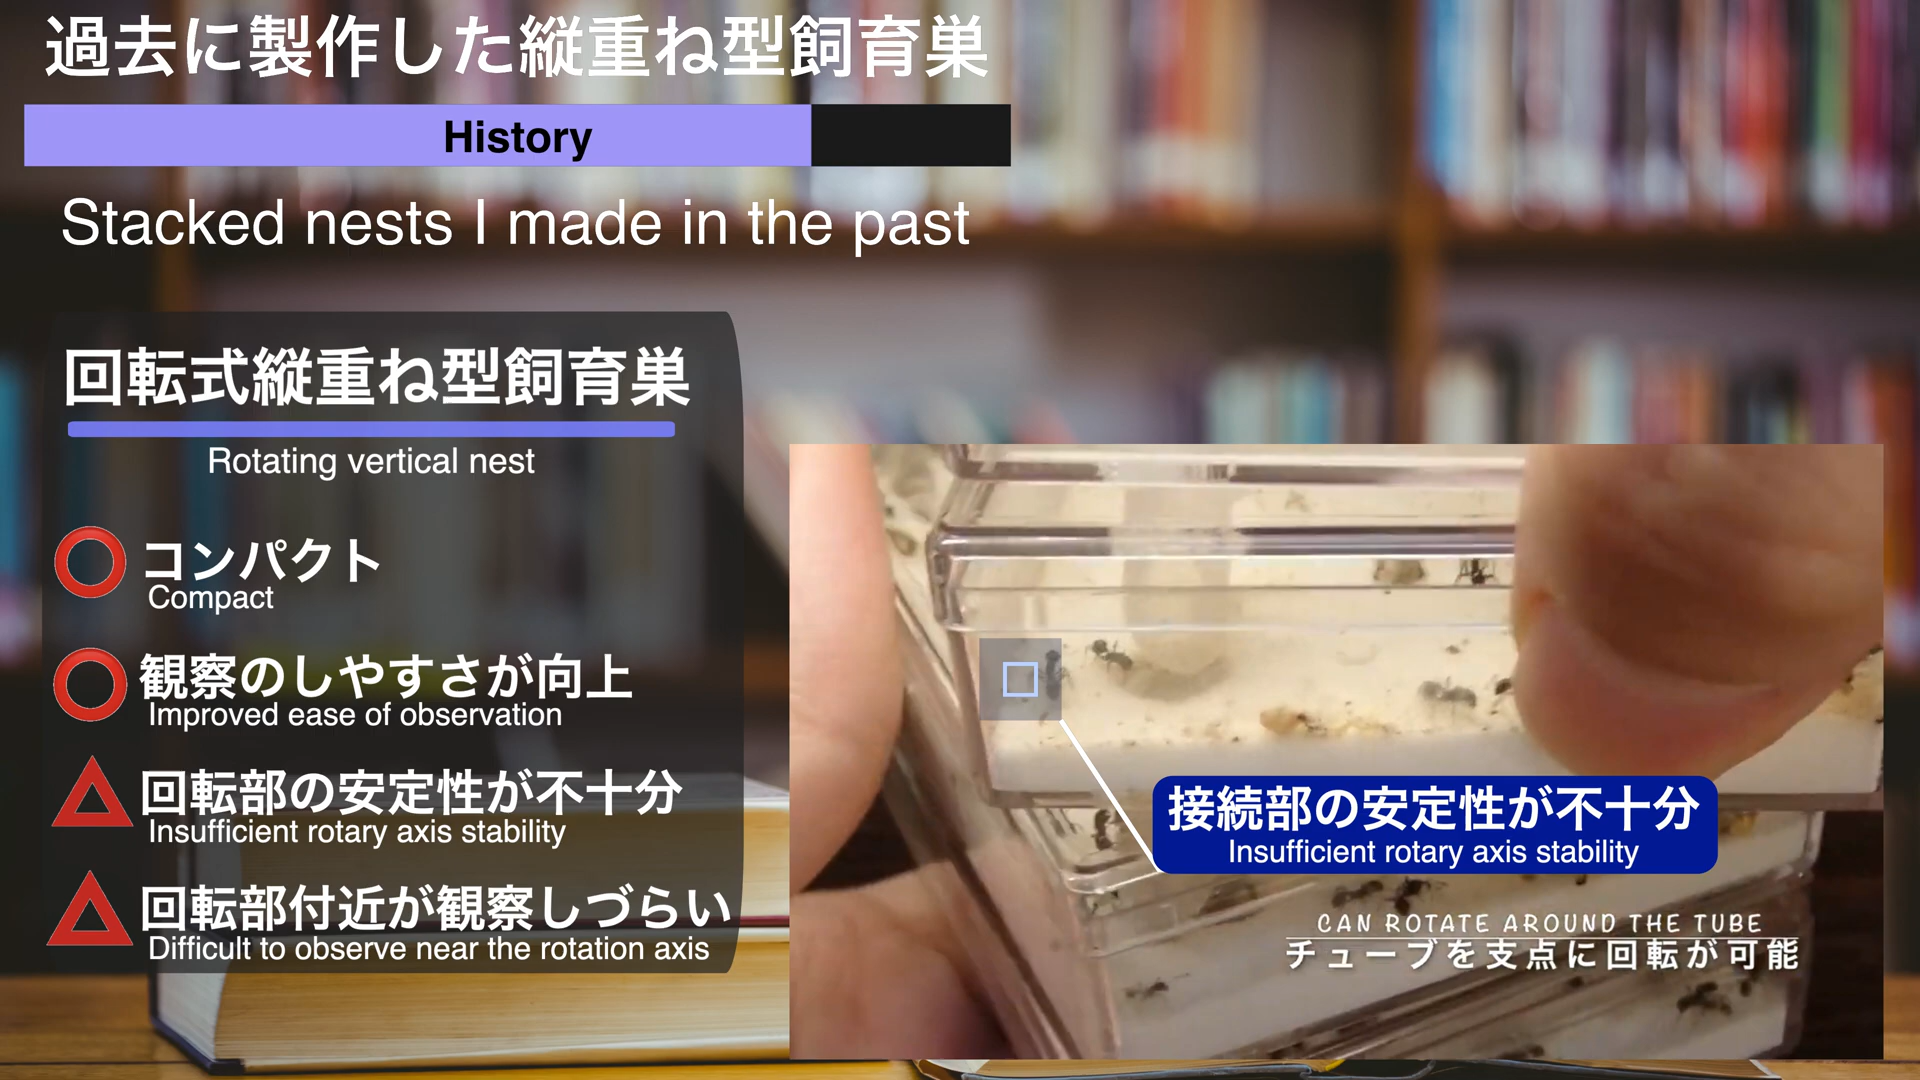 過去に製作した縦重ね型飼育巣
History
Stacked nests I made in the past
回転式縦重ね型飼育巣
Rotating vertical nest
コンパクト
Compact
観察のしやすさが向上
Improved ease of observation
回転部の安定性が不十分
Insufficient rotary axis stability
回転部付近が観察しづらい
Difficult to observe near the rotation axis
接続部の安定性が不十分
Insufficient rotary axis stability
CAN ROTATE AROUND THE TUBE
チューブを支点に回転が可能